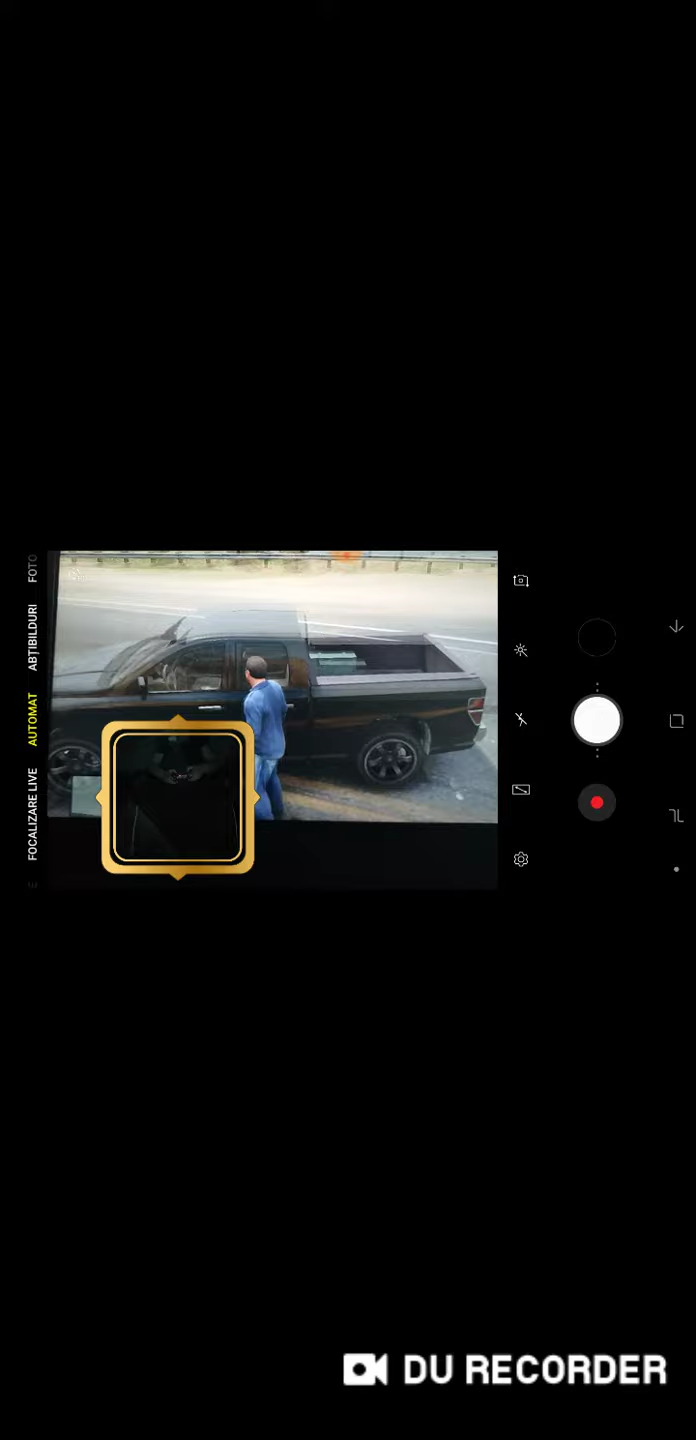 FOTO
ABȚIBILDURI
AUTOMAT
FOCALIZARE LIVE
E
DU RECORDER